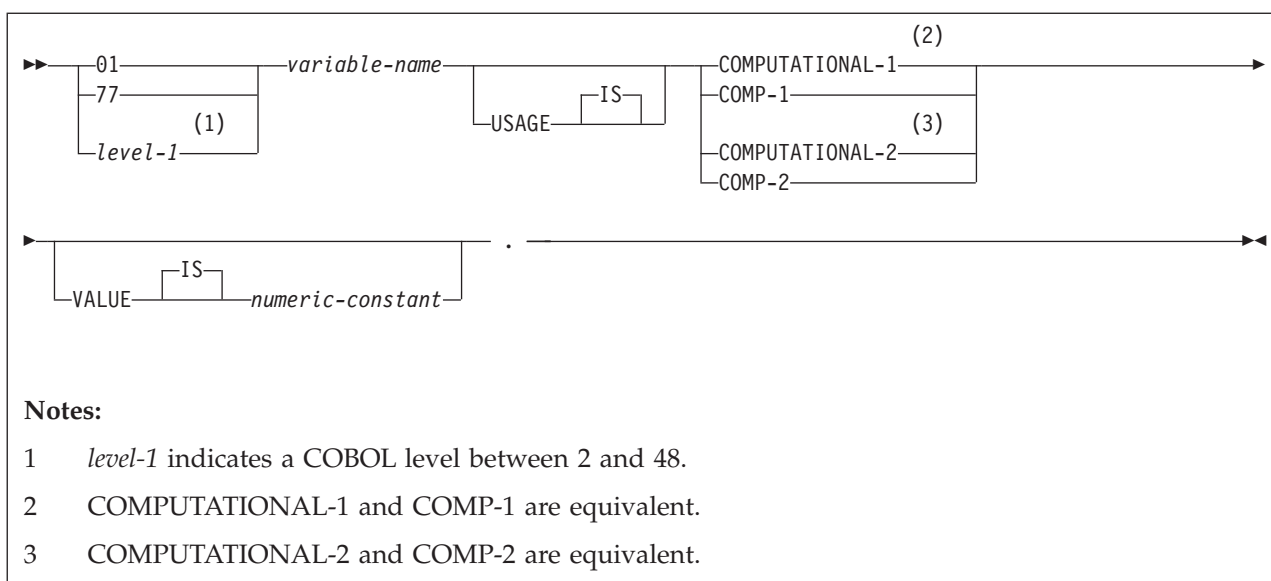 (2)
01 variable-name COMPUTATIONAL-1
77 IS COMP-1
(1) USAGE (3)
level-1 COMPUTATIONAL-2
COMP-2
.
IS
VALUE numeric-constant
Notes:
1 level-1 indicates a COBOL level between 2 and 48.
2 COMPUTATIONAL-1 and COMP-1 are equivalent.
3 COMPUTATIONAL-2 and COMP-2 are equivalent.